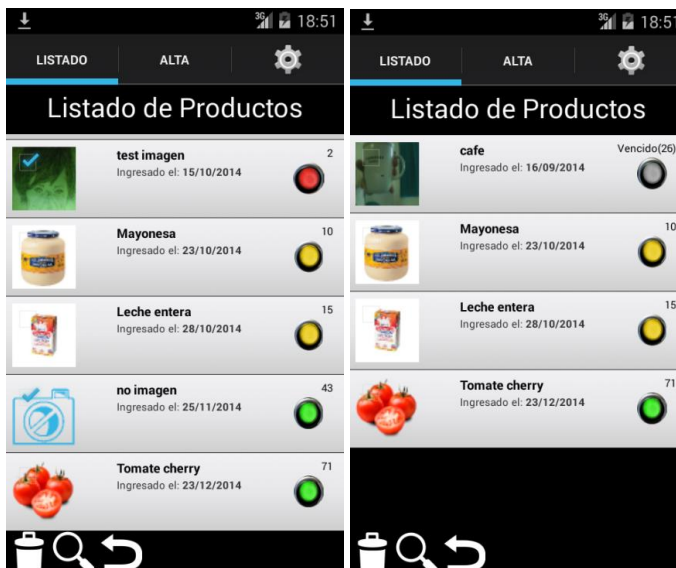 3G 18:51
LISTADO ALTA
Listado de Productos
test imagen 2
Ingresado el: 15/10/2014
Mayonesa 10
Ingresado el: 23/10/2014
Leche entera 15
Ingresado el: 28/10/2014
no imagen 43
Ingresado el: 25/11/2014
Tomate cherry 71
Ingresado el: 23/12/2014
3G 18:51
LISTADO ALTA
Listado de Productos
cafe Vencido(26)
Ingresado el: 16/09/2014
Mayonesa 10
Ingresado el: 23/10/2014
Leche entera 15
Ingresado el: 28/10/2014
Tomate cherry 71
Ingresado el: 23/12/2014